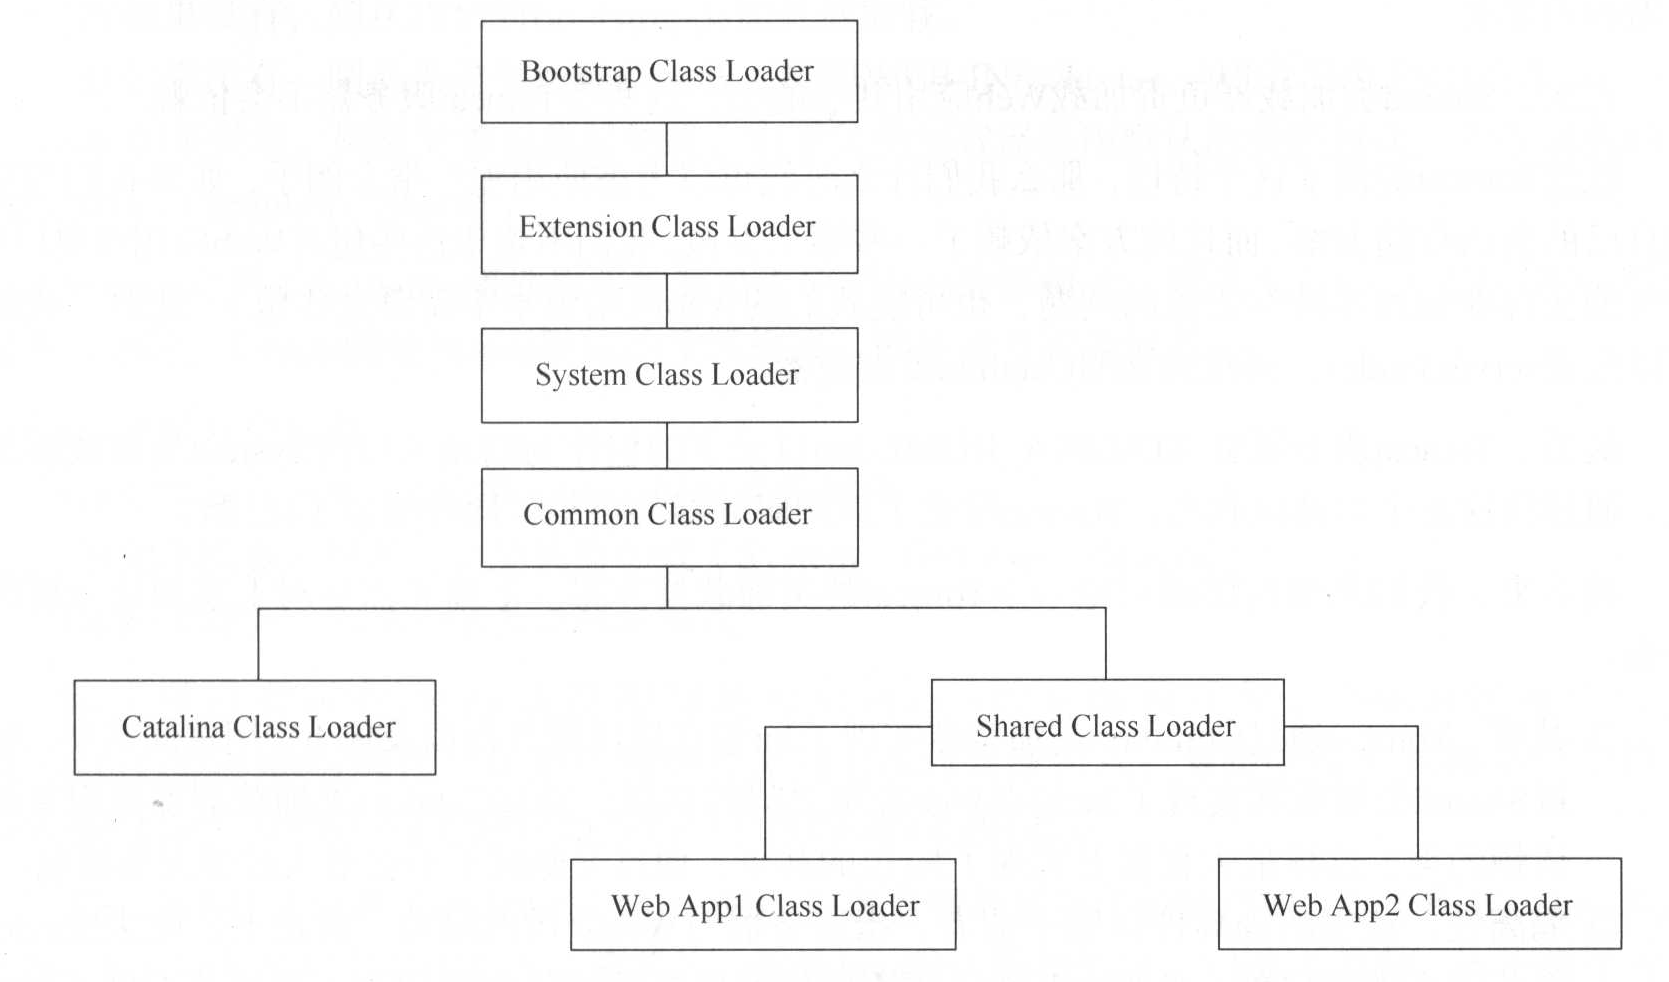 Bootstrap Class Loader
Extension Class Loader
System Class Loader
Common Class Loader
Catalina Class Loader
Shared Class Loader
Web App1 Class Loader
Web App2 Class Loader